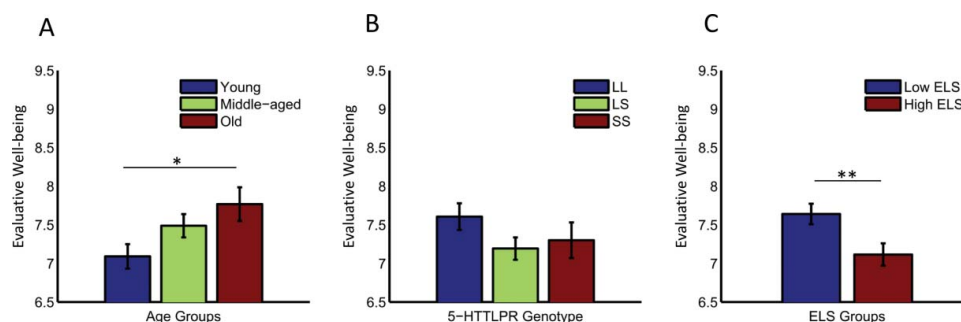 A
Evaluative Well-being
9.5
9
8.5
8
7.5
7
6.5
Young
Middle-aged
Old
*
Age Groups
B
Evaluative Well-being
9.5
9
8.5
8
7.5
7
6.5
LL
LS
SS
5-HTTLPR Genotype
C
Evaluative Well-being
9.5
9
8.5
8
7.5
7
6.5
Low ELS
High ELS
**
ELS Groups